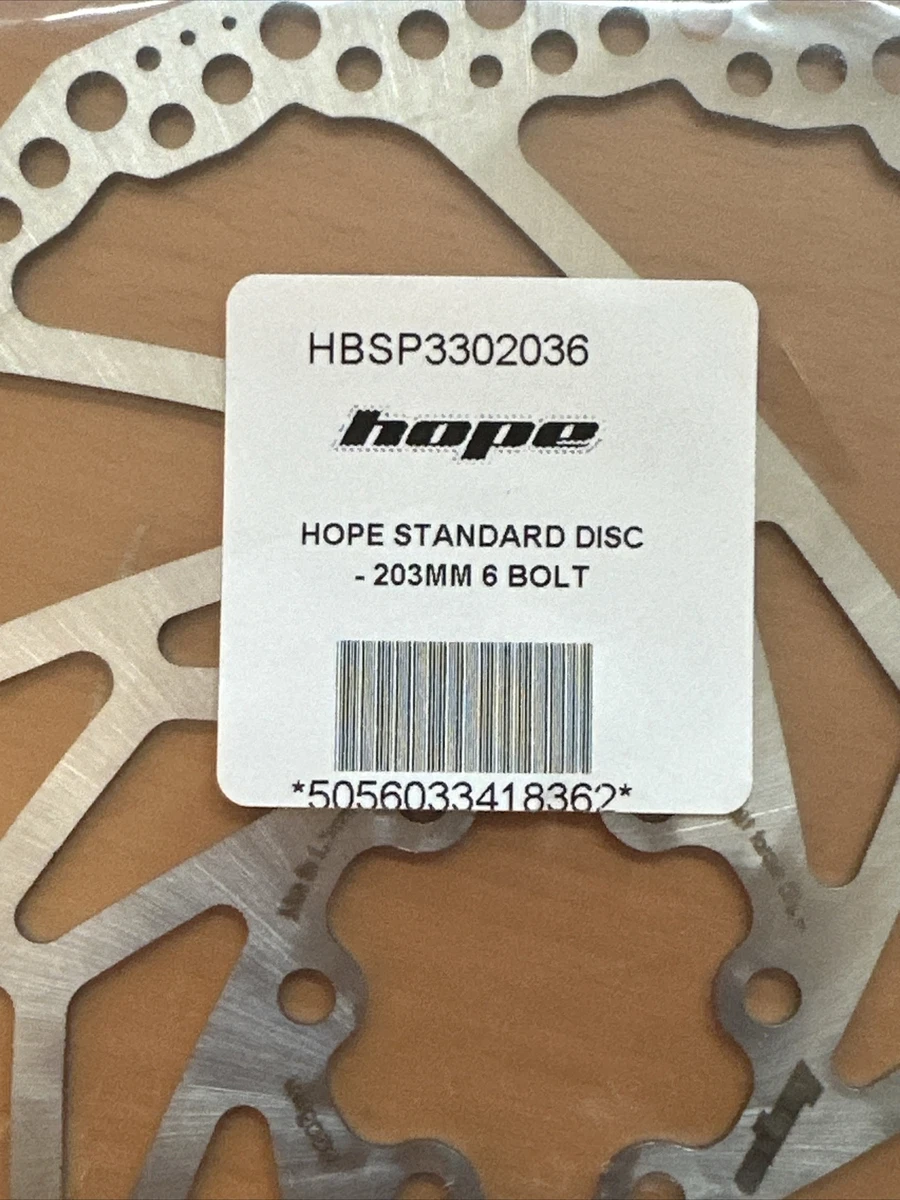 HBSP3302036
hope
HOPE STANDARD DISC
- 203MM 6 BOLT
*5056033418362*